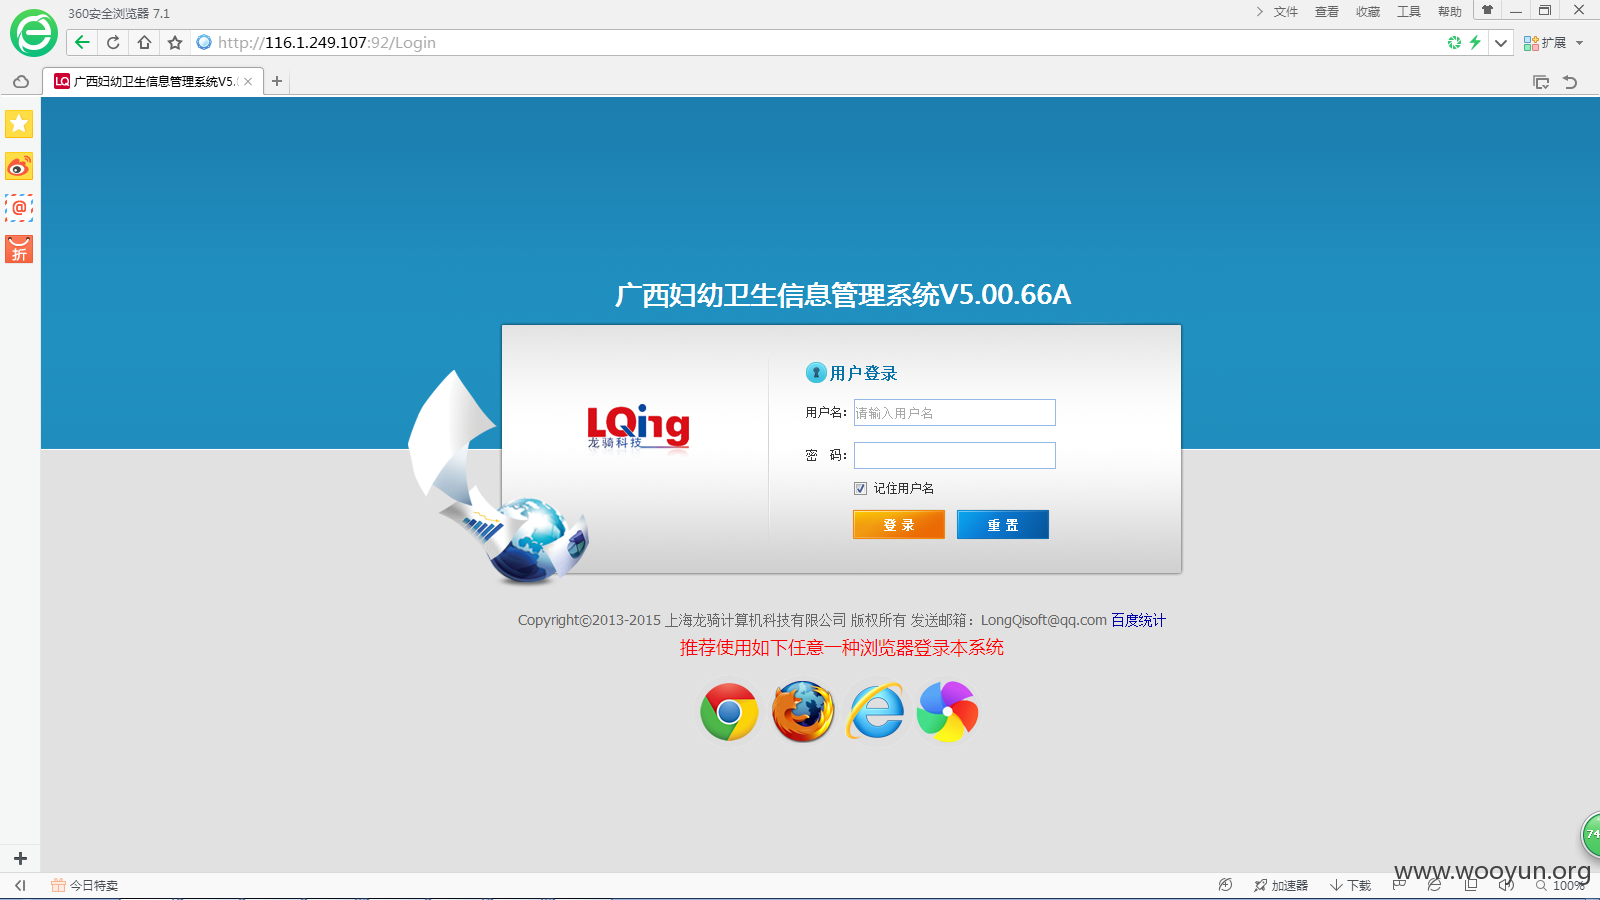 360安全浏览器 7.1
文件 查看 收藏 工具 帮助
http://116.1.249.107:92/Login
扩展
LQ 广西妇幼卫生信息管理系统V5.
@
折
广西妇幼卫生信息管理系统V5.00.66A
LQing
龙骑科技
用户登录
用户名：
请输入用户名
密 码：
记住用户名
登 录
重 置
Copyright©2013-2015 上海龙骑计算机科技有限公司 版权所有 发送邮箱：LongQisoft@qq.com 百度统计
推荐使用如下任意一种浏览器登录本系统
74
www.wooyun.org
今日特卖
加速器
下载
100%